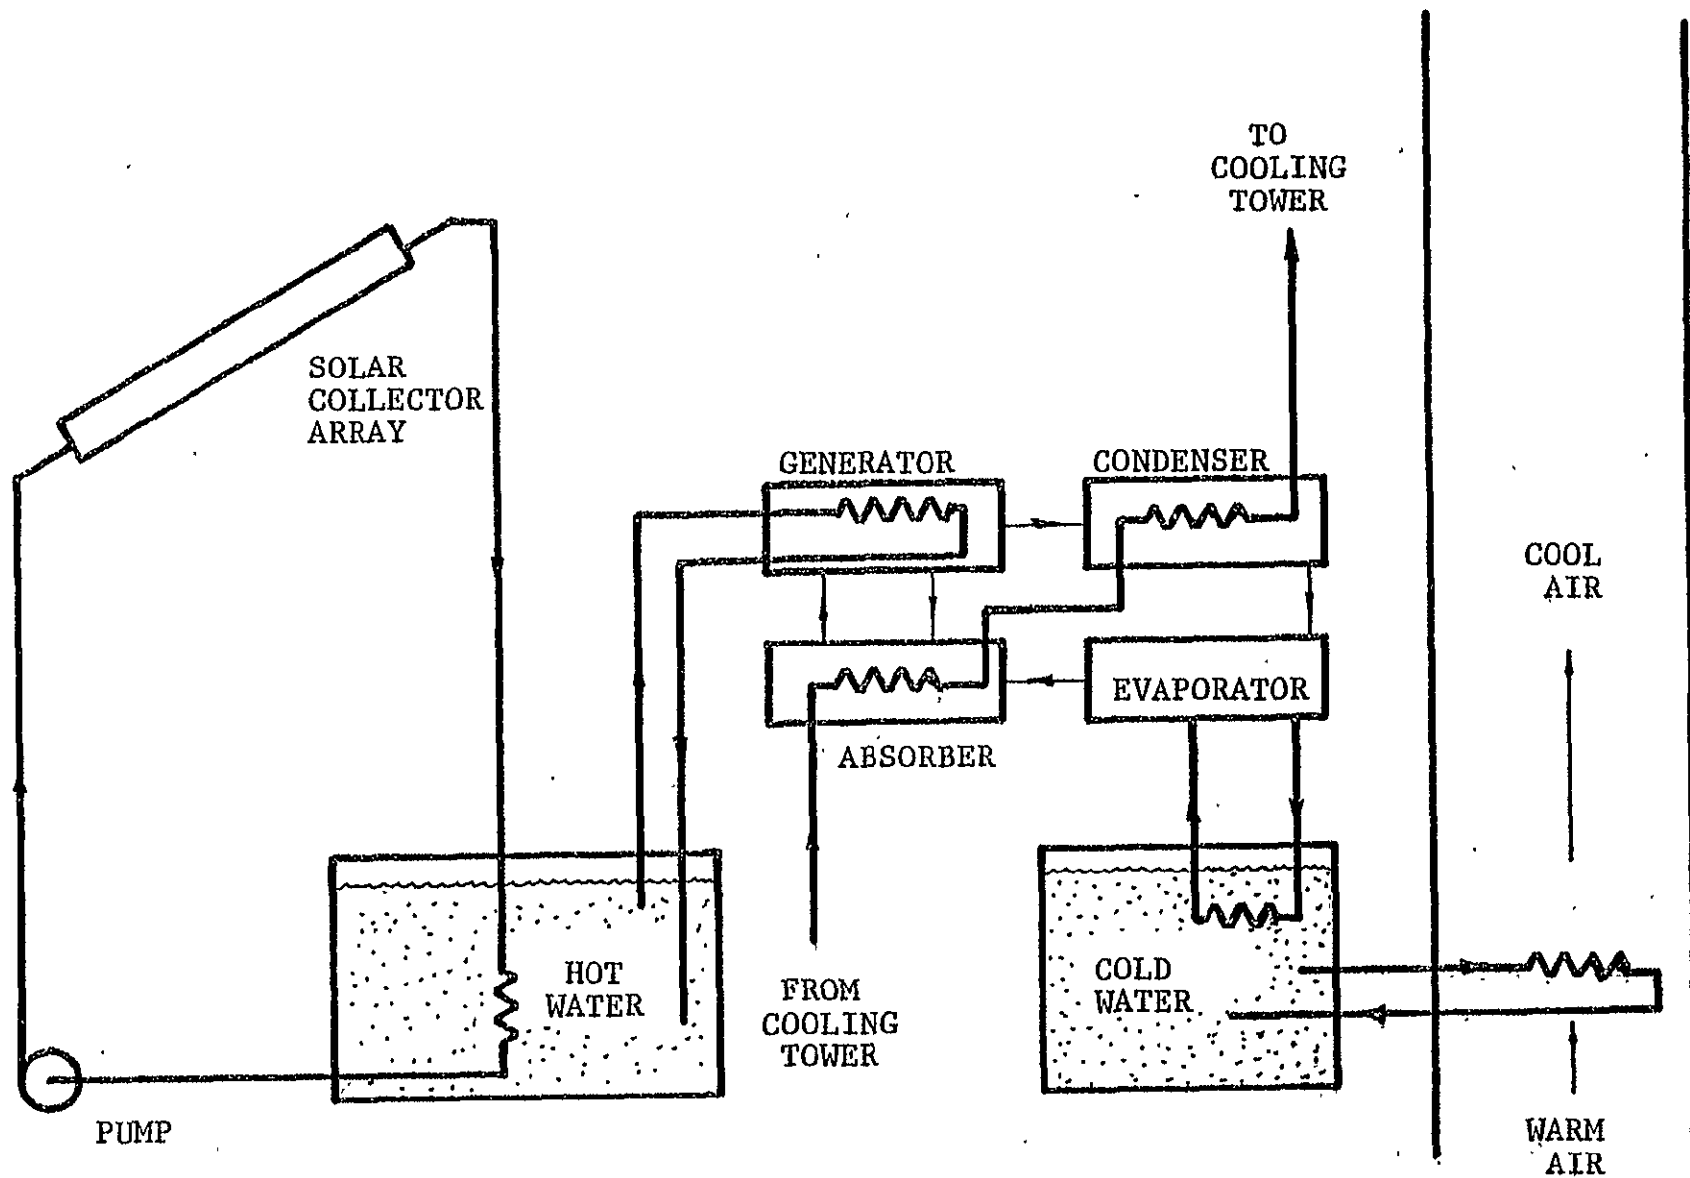 TO
COOLING
TOWER
SOLAR
COLLECTOR
ARRAY
GENERATOR
CONDENSER
COOL
AIR
EVAPORATOR
ABSORBER
HOT
WATER
FROM
COOLING
TOWER
COLD
WATER
PUMP
WARM
AIR